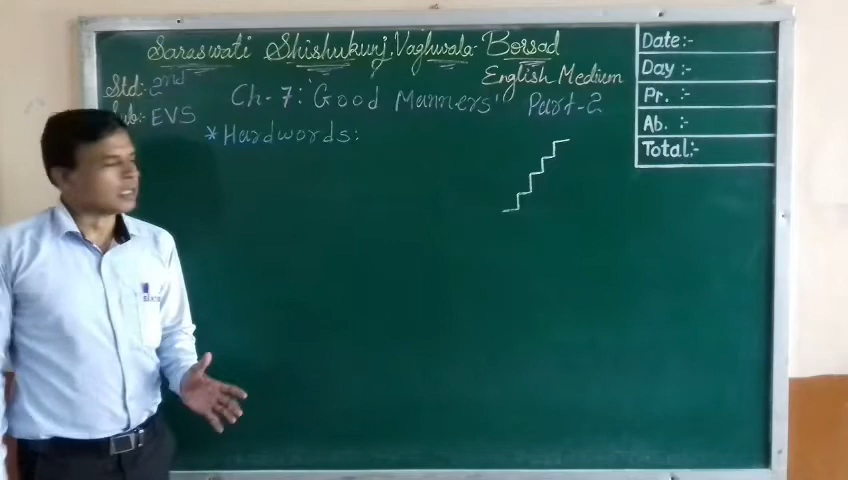 Saraswati Shishukunj, Vaghwala-Borsad
English Medium
Std:- 2nd
Sub:- EVS
Ch-7: 'Good Manners' Part-2
*Hardwords:
Date:-
Day:-
Pr. :-
Ab. :-
Total:-